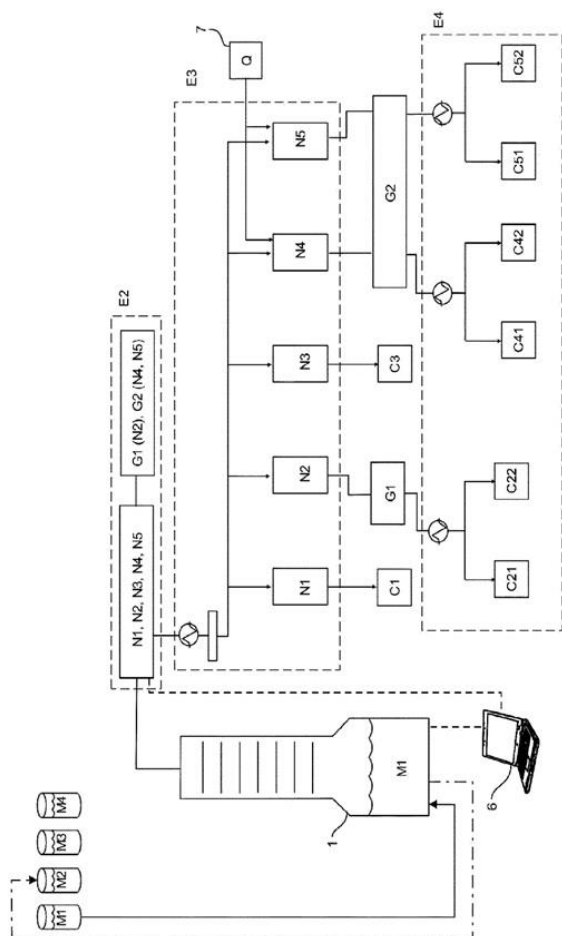 M1
M2
M3
M4
1
M1
6
E2
N1, N2, N3, N4, N5
G1 (N2), G2 (N4, N5)
E3
7
Q
N1
N2
N3
N4
N5
C1
G1
C3
G2
E4
C21
C22
C41
C42
C51
C52